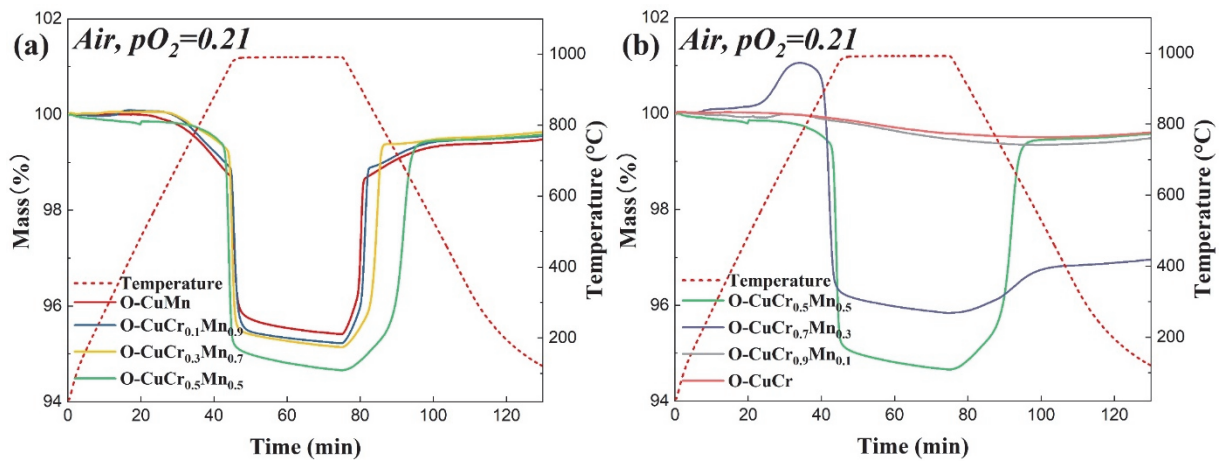 (a)
Air, pO₂=0.21
102
100
98
96
94
Mass(%)
0
20
40
60
80
100
120
Time (min)
1000
800
600
400
200
Temperature (°C)
Temperature
O-CuMn
O-CuCr₀.₁Mn₀.₉
O-CuCr₀.₃Mn₀.₇
O-CuCr₀.₅Mn₀.₅
(b)
Air, pO₂=0.21
102
100
98
96
94
Mass(%)
0
20
40
60
80
100
120
Time (min)
1000
800
600
400
200
Temperature (°C)
Temperature
O-CuCr₀.₅Mn₀.₅
O-CuCr₀.₇Mn₀.₃
O-CuCr₀.₉Mn₀.₁
O-CuCr